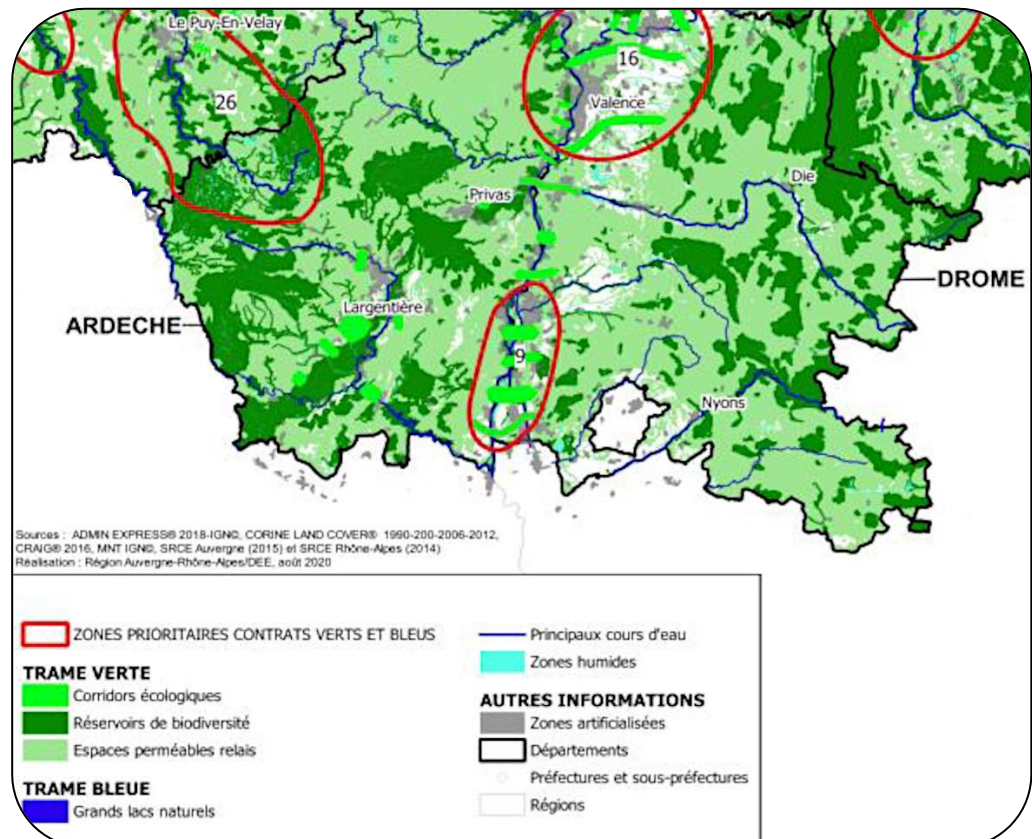 Le Puy-En-Velay
26
16
Valence
Die
Privas
DROME
Largentière
ARDECHE
9
Nyons
Sources : ADMIN EXPRESS® 2018-IGN©, CORINE LAND COVER® 1990-200-2006-2012,
CRAIG® 2016, MNT IGN©, SRCE Auvergne (2015) et SRCE Rhône-Alpes (2014)
Réalisation : Région Auvergne-Rhône-Alpes/DEE, août 2020
ZONES PRIORITAIRES CONTRATS VERTS ET BLEUS
TRAME VERTE
Corridors écologiques
Réservoirs de biodiversité
Espaces perméables relais
TRAME BLEUE
Grands lacs naturels
Principaux cours d'eau
Zones humides
AUTRES INFORMATIONS
Zones artificialisées
Départements
Préfectures et sous-préfectures
Régions